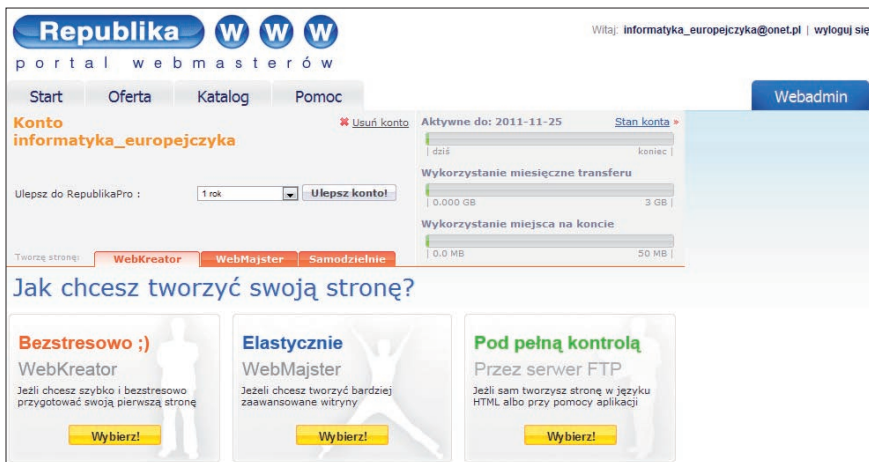 Republika W W W
portal webmasterów
Witaj: informatyka_europejczyka@onet.pl | wyloguj się
Start Oferta Katalog Pomoc Webadmin
Konto
informatyka_europejczyka
Usuń konto
Ulepsz do RepublikaPro : 1 rok Ulepsz konto!
Aktywne do: 2011-11-25 Stan konta »
| dziś koniec |
Wykorzystanie miesięczne transferu
| 0.000 GB 3 GB |
Wykorzystanie miejsca na koncie
| 0.0 MB 50 MB |
Tworzę stronę: WebKreator WebMajster Samodzielnie
Jak chcesz tworzyć swoją stronę?
Bezstresowo ;)
WebKreator
Jeżli chcesz szybko i bezstresowo
przygotować swoją pierwszą stronę
Wybierz!
Elastycznie
WebMajster
Jeżeli chcesz tworzyć bardziej
zaawansowane witryny
Wybierz!
Pod pełną kontrolą
Przez serwer FTP
Jeżli sam tworzysz stronę w języku
HTML albo przy pomocy aplikacji
Wybierz!